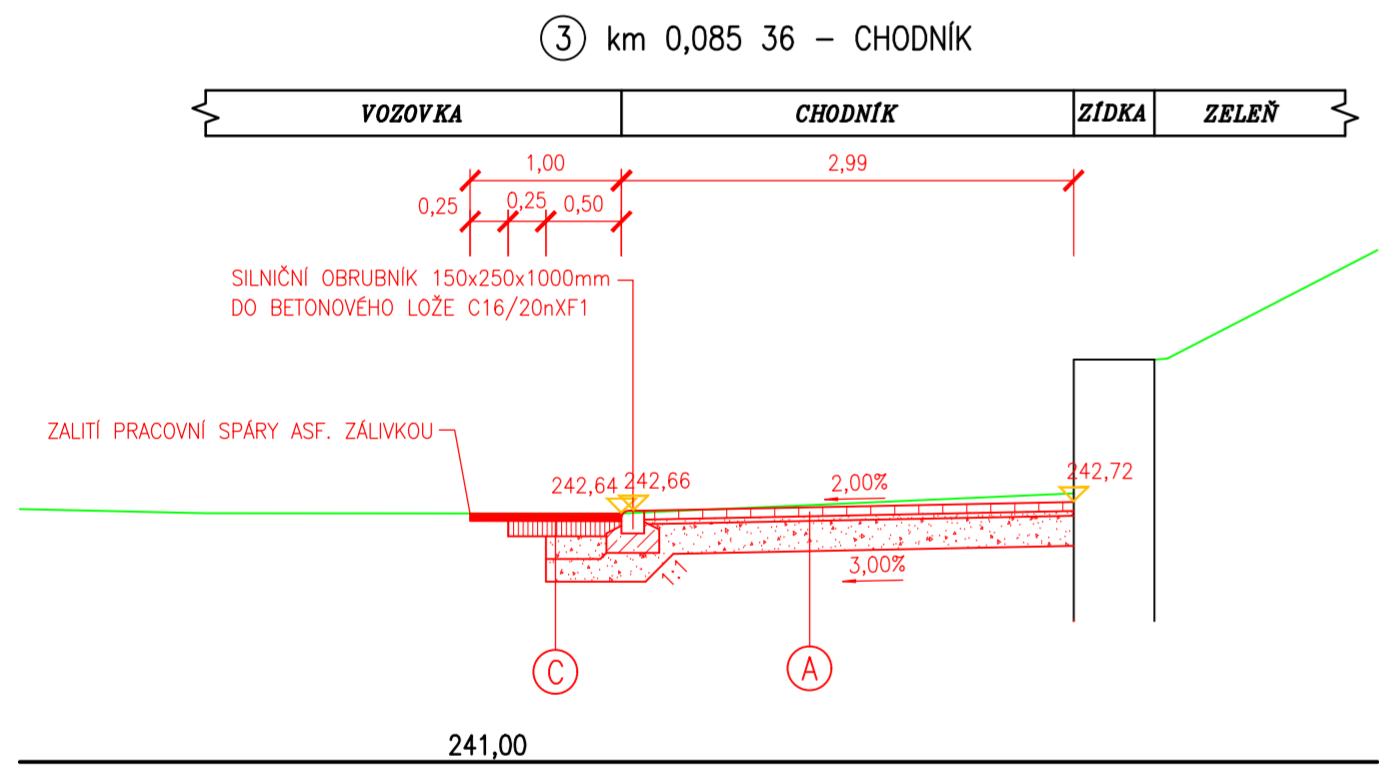 3 km 0,085 36 – CHODNÍK
VOZOVKA CHODNÍK ZÍDKA ZELEŇ
1,00 2,99
0,25 0,25 0,50
SILNIČNÍ OBRUBNÍK 150x250x1000mm
DO BETONOVÉHO LOŽE C16/20nXF1
ZALITÍ PRACOVNÍ SPÁRY ASF. ZÁLIVKOU
242,64 242,66 2,00% 242,72
1:1 3,00%
C A
241,00